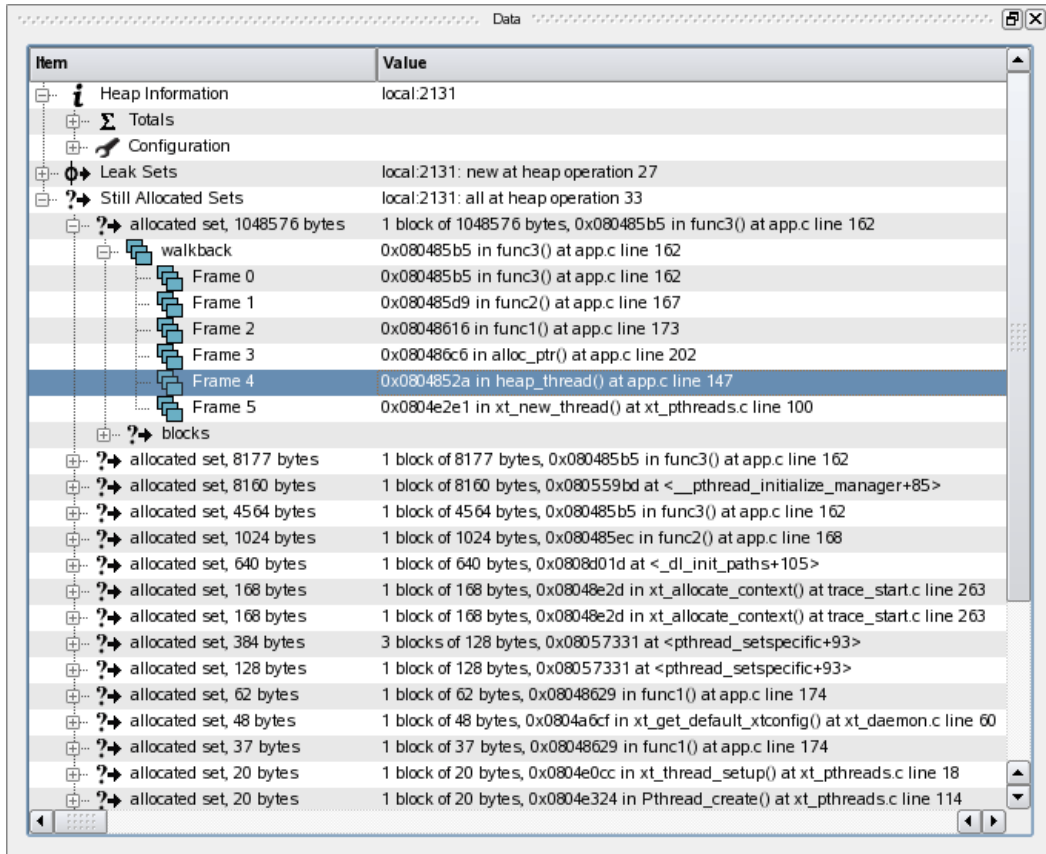 Data
Item Value
Heap Information local:2131
Totals
Configuration
Leak Sets local:2131: new at heap operation 27
Still Allocated Sets local:2131: all at heap operation 33
allocated set, 1048576 bytes 1 block of 1048576 bytes, 0x080485b5 in func3() at app.c line 162
walkback 0x080485b5 in func3() at app.c line 162
Frame 0 0x080485b5 in func3() at app.c line 162
Frame 1 0x080485d9 in func2() at app.c line 167
Frame 2 0x08048616 in func1() at app.c line 173
Frame 3 0x080486c6 in alloc_ptr() at app.c line 202
Frame 4 0x0804852a in heap_thread() at app.c line 147
Frame 5 0x0804e2e1 in xt_new_thread() at xt_pthreads.c line 100
blocks
allocated set, 8177 bytes 1 block of 8177 bytes, 0x080485b5 in func3() at app.c line 162
allocated set, 8160 bytes 1 block of 8160 bytes, 0x080559bd at <__pthread_initialize_manager+85>
allocated set, 4564 bytes 1 block of 4564 bytes, 0x080485b5 in func3() at app.c line 162
allocated set, 1024 bytes 1 block of 1024 bytes, 0x080485ec in func2() at app.c line 168
allocated set, 640 bytes 1 block of 640 bytes, 0x0808d01d at <_dl_init_paths+105>
allocated set, 168 bytes 1 block of 168 bytes, 0x08048e2d in xt_allocate_context() at trace_start.c line 263
allocated set, 168 bytes 1 block of 168 bytes, 0x08048e2d in xt_allocate_context() at trace_start.c line 263
allocated set, 384 bytes 3 blocks of 128 bytes, 0x08057331 at <pthread_setspecific+93>
allocated set, 128 bytes 1 block of 128 bytes, 0x08057331 at <pthread_setspecific+93>
allocated set, 62 bytes 1 block of 62 bytes, 0x08048629 in func1() at app.c line 174
allocated set, 48 bytes 1 block of 48 bytes, 0x0804a6cf in xt_get_default_xtconfig() at xt_daemon.c line 60
allocated set, 37 bytes 1 block of 37 bytes, 0x08048629 in func1() at app.c line 174
allocated set, 20 bytes 1 block of 20 bytes, 0x0804e0cc in xt_thread_setup() at xt_pthreads.c line 18
allocated set, 20 bytes 1 block of 20 bytes, 0x0804e324 in Pthread_create() at xt_pthreads.c line 114